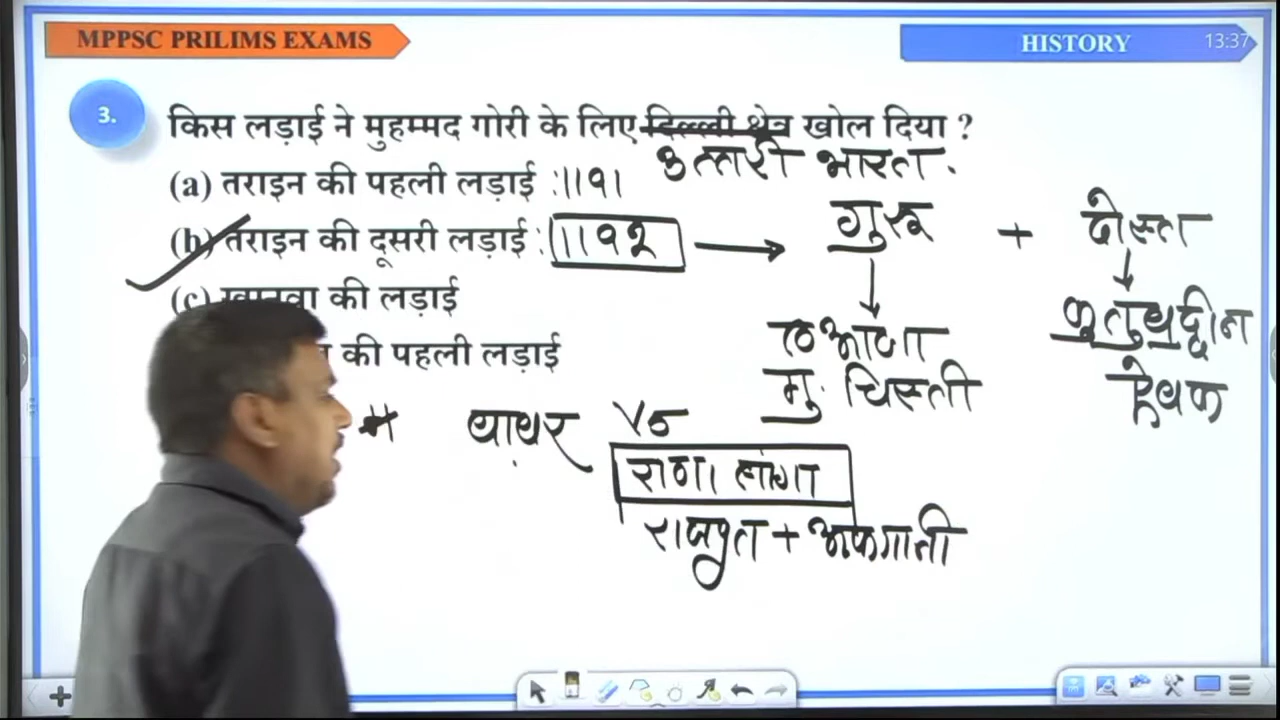 MPPSC PRILIMS EXAMS
HISTORY 13:37
3.
किस लड़ाई ने मुहम्मद गोरी के लिए दिल्ली क्षेत्र खोल दिया ?
उत्तरी भारत.
(a) तराइन की पहली लड़ाई : 1191
(b) तराइन की दूसरी लड़ाई : 1192 → गुरू + दोस्त
(c) खानवा की लड़ाई
कुतुबुद्दीन
ख्वाजा
की पहली लड़ाई
मु. चिस्ती
ऐबक
* बाबर VS
राणा सांगा
राजपूत + अफगानी